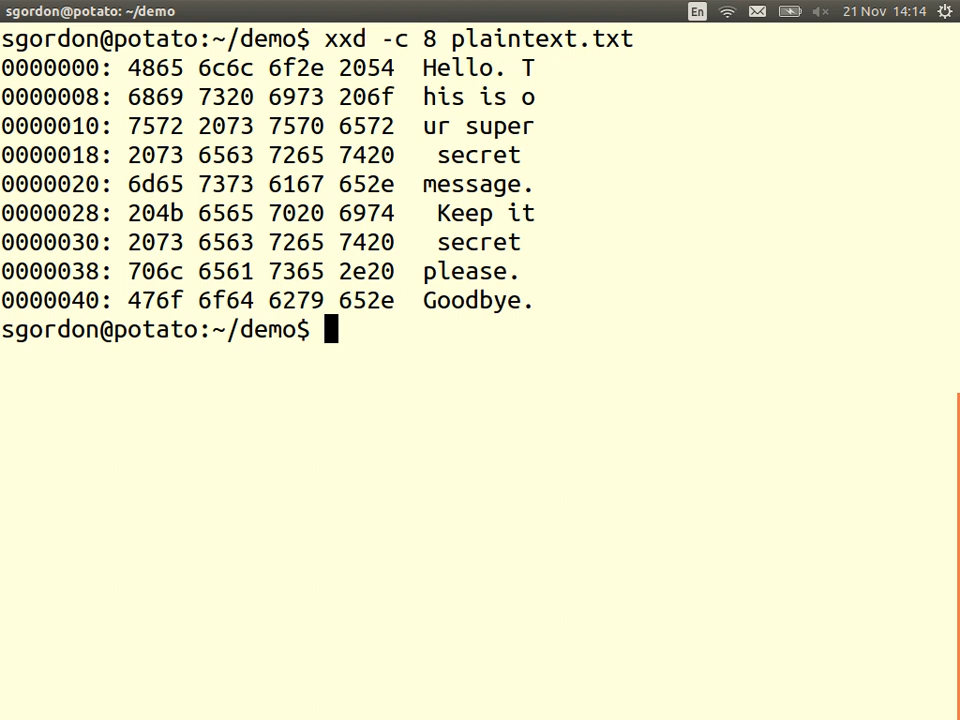 sgordon@potato: ~/demo
En
21 Nov 14:14
sgordon@potato:~/demo$ xxd -c 8 plaintext.txt
0000000: 4865 6c6c 6f2e 2054  Hello. T
0000008: 6869 7320 6973 206f  his is o
0000010: 7572 2073 7570 6572  ur super
0000018: 2073 6563 7265 7420   secret 
0000020: 6d65 7373 6167 652e  message.
0000028: 204b 6565 7020 6974   Keep it
0000030: 2073 6563 7265 7420   secret 
0000038: 706c 6561 7365 2e20  please. 
0000040: 476f 6f64 6279 652e  Goodbye.
sgordon@potato:~/demo$